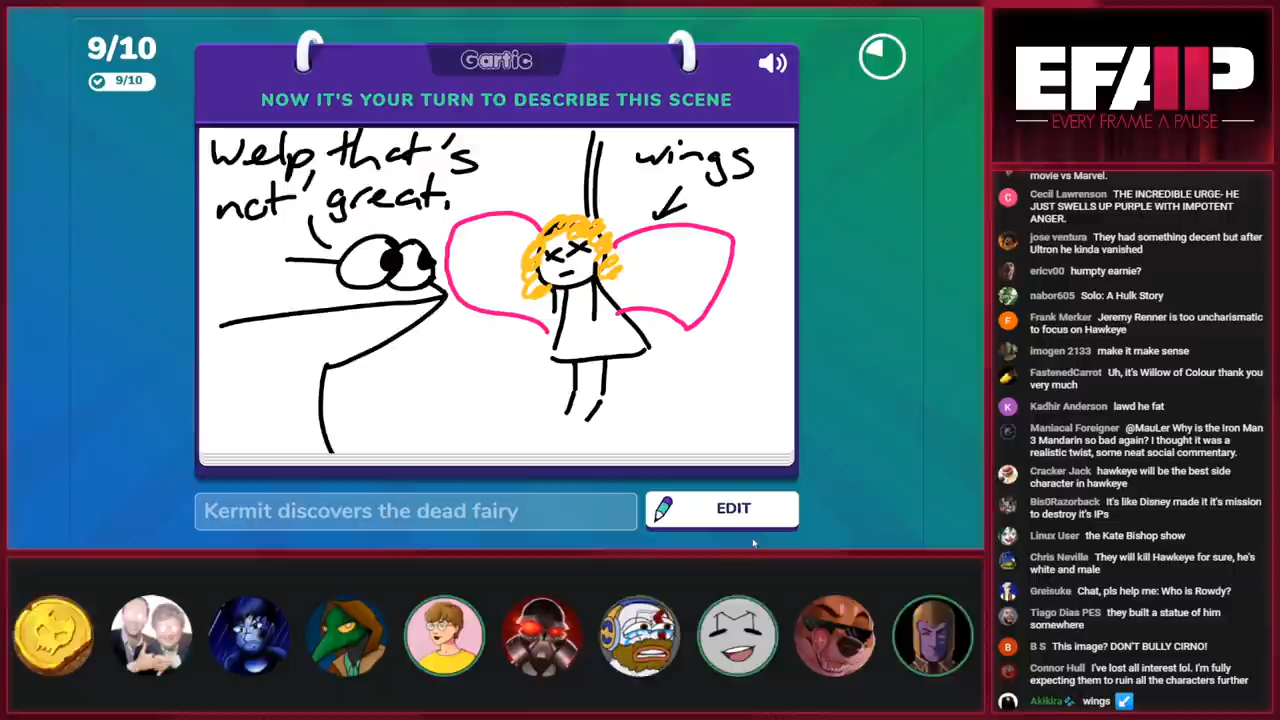 9/10
9/10
Gartic
NOW IT'S YOUR TURN TO DESCRIBE THIS SCENE
Welp, that's
not great.
wings
Kermit discovers the dead fairy
EDIT
EFAP
EVERY FRAME A PAUSE
movie vs Marvel.
Cecil Lawrenson THE INCREDIBLE URGE- HE
JUST SWELLS UP PURPLE WITH IMPOTENT
ANGER.
jose ventura They had something decent but after
Ultron he kinda vanished
ericv00 humpty earnie?
nabor605 Solo: A Hulk Story
Frank Merker Jeremy Renner is too uncharismatic
to focus on Hawkeye
imogen 2133 make it make sense
FastenedCarrot Uh, it's Willow of Colour thank you
very much
Kadhir Anderson lawd he fat
Maniacal Foreigner @MauLer Why is the Iron Man
3 Mandarin so bad again? I thought it was a
realistic twist, some neat social commentary.
Cracker Jack hawkeye will be the best side
character in hawkeye
Bis0Razorback It's like Disney made it it's mission
to destroy it's IPs
Linux User the Kate Bishop show
Chris Neville They will kill Hawkeye for sure, he's
white and male
Greisuke Chat, pls help me: Who is Rowdy?
Tiago Dias PES they built a statue of him
somewhere
B S This image? DON'T BULLY CIRNO!
Connor Hull I've lost all interest lol. I'm fully
expecting them to ruin all the characters further
Akikira wings